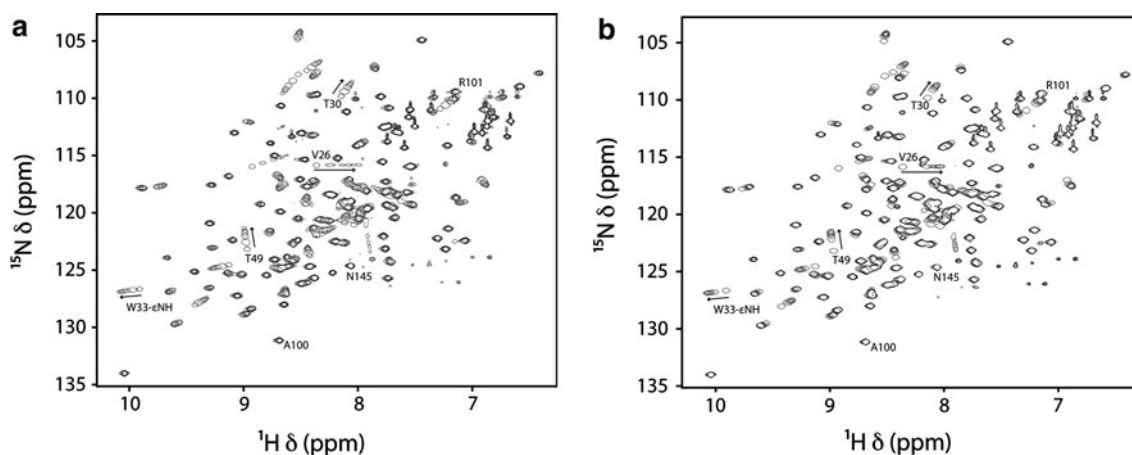 a
105
110
115
120
125
130
135
¹⁵N δ (ppm)
10
9
8
7
¹H δ (ppm)
T30
R101
V26
T49
N145
W33-εNH
A100
b
105
110
115
120
125
130
135
¹⁵N δ (ppm)
10
9
8
7
¹H δ (ppm)
T30
R101
V26
T49
N145
W33-εNH
A100